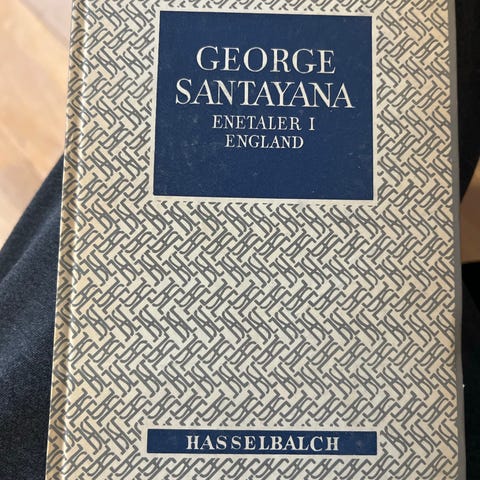 GEORGE
SANTAYANA
ENETALER I
ENGLAND
HASSELBALCH